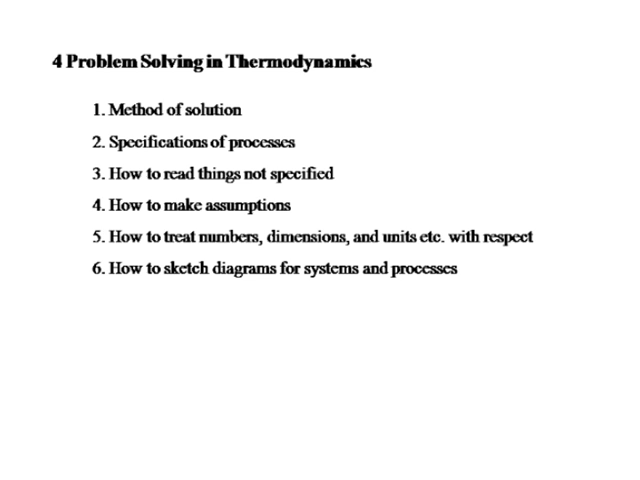 4 Problem Solving in Thermodynamics
1. Method of solution
2. Specifications of processes
3. How to read things not specified
4. How to make assumptions
5. How to treat numbers, dimensions, and units etc. with respect
6. How to sketch diagrams for systems and processes